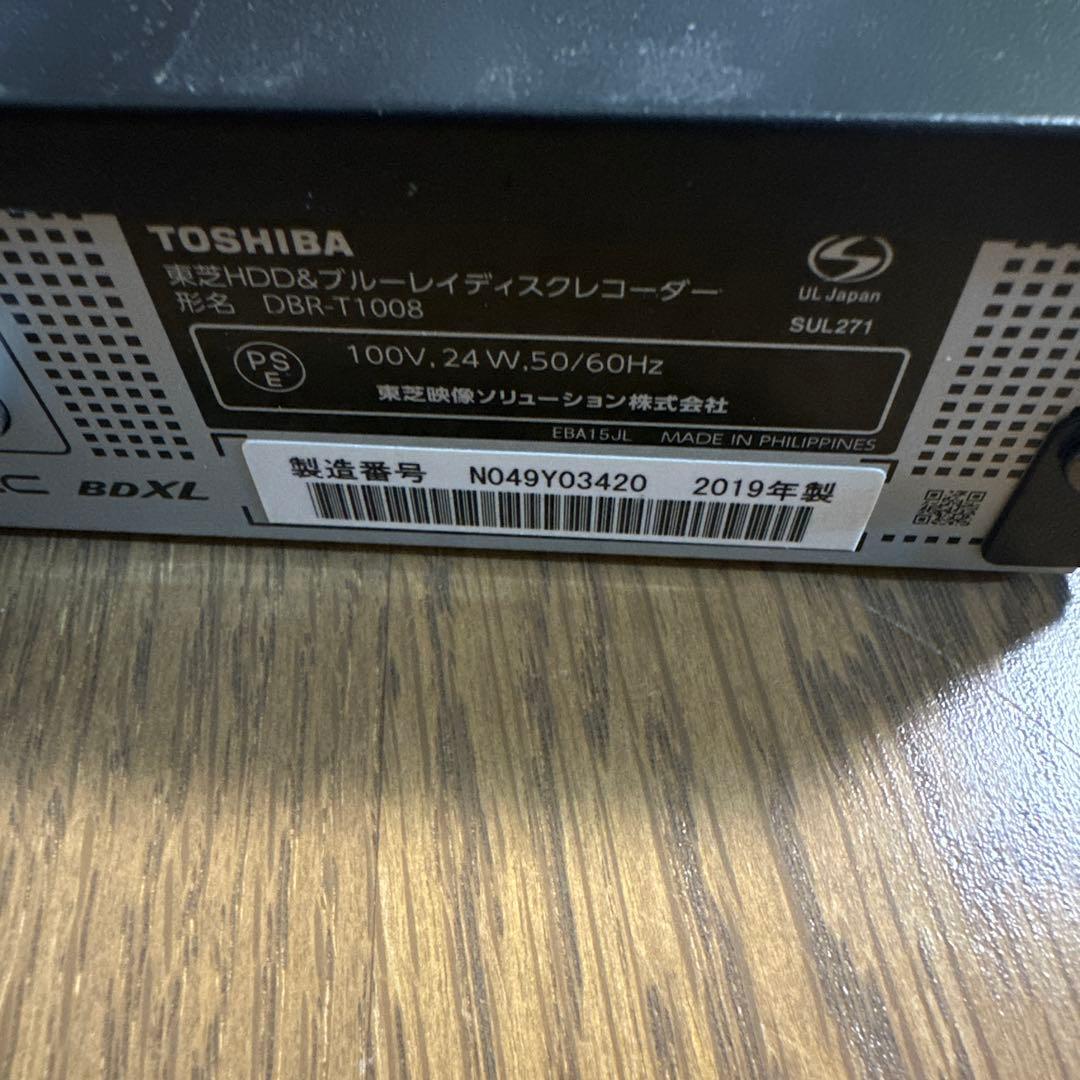 TOSHIBA
東芝HDD&ブルーレイディスクレコーダー
形名 DBR-T1008
UL Japan
SUL271
PS
E
100V, 24 W, 50/60Hz
東芝映像ソリューション株式会社
EBA15JL MADE IN PHILIPPINES
BDXL
製造番号 N049Y03420 2019年製